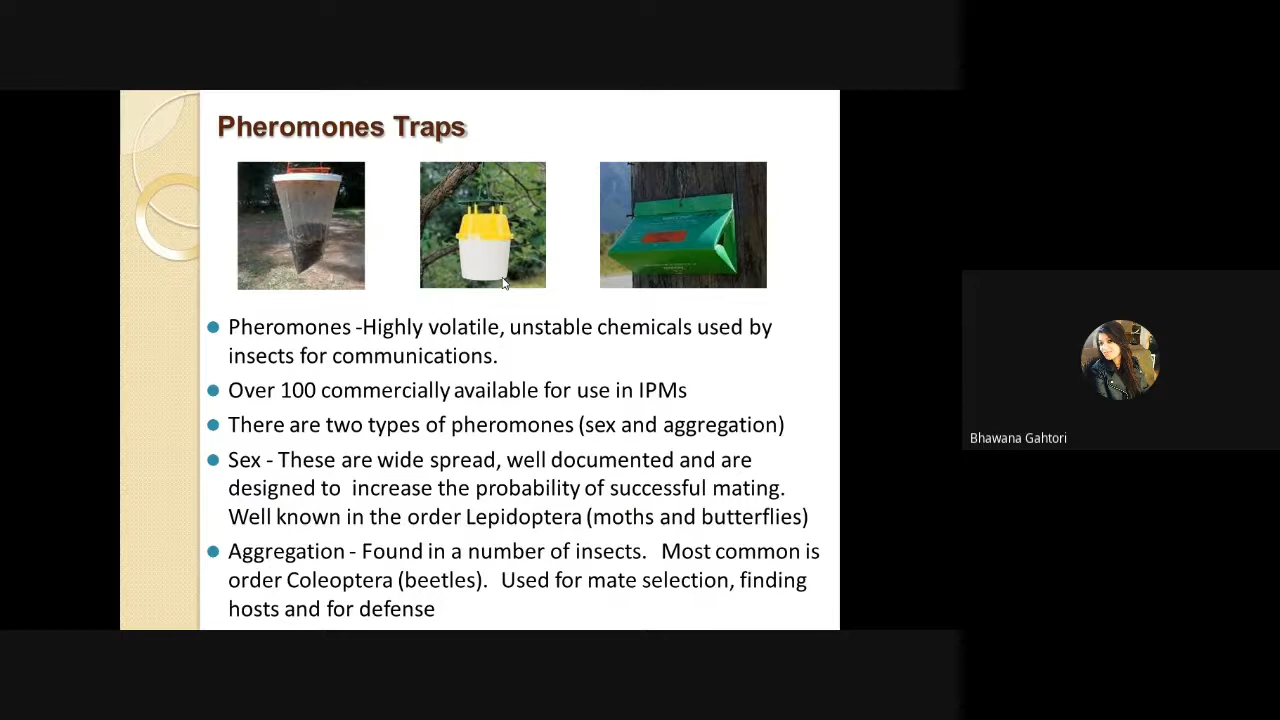 Pheromones Traps
Pheromones -Highly volatile, unstable chemicals used by
insects for communications.
Over 100 commercially available for use in IPMs
There are two types of pheromones (sex and aggregation)
Sex - These are wide spread, well documented and are
designed to increase the probability of successful mating.
Well known in the order Lepidoptera (moths and butterflies)
Aggregation - Found in a number of insects. Most common is
order Coleoptera (beetles). Used for mate selection, finding
hosts and for defense
Bhawana Gahtori